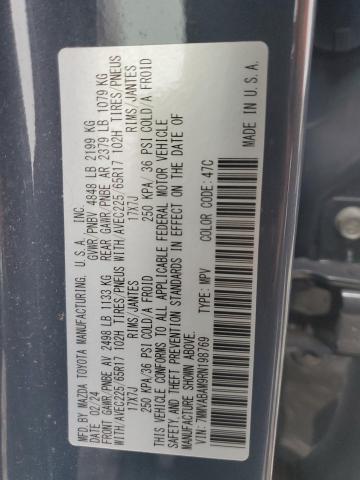 MFD. BY MAZDA TOYOTA MANUFACTURING, U.S.A., INC.
DATE 02/24 GVWR/PNBV 4848 LB 2199 KG
FRONT GAWR/PNBE AV 2498 LB 1133 KG REAR GAWR/PNBE AR 2379 LB 1079 KG
WITH/AVEC225/65R17 102H TIRES/PNEUS WITH/AVEC225/65R17 102H TIRES/PNEUS
17X7J RIMS/JANTES 17X7J RIMS/JANTES
250 KPA/36 PSI COLD/A FROID 250 KPA/ 36 PSI COLD/A FROID
THIS VEHICLE CONFORMS TO ALL APPLICABLE FEDERAL MOTOR VEHICLE
SAFETY, AND THEFT PREVENTION STANDARDS IN EFFECT ON THE DATE OF
MANUFACTURE SHOWN ABOVE.
VIN: 7MMVABAM9RN198769 TYPE: MPV COLOR CODE: 47C MADE IN U.S.A.